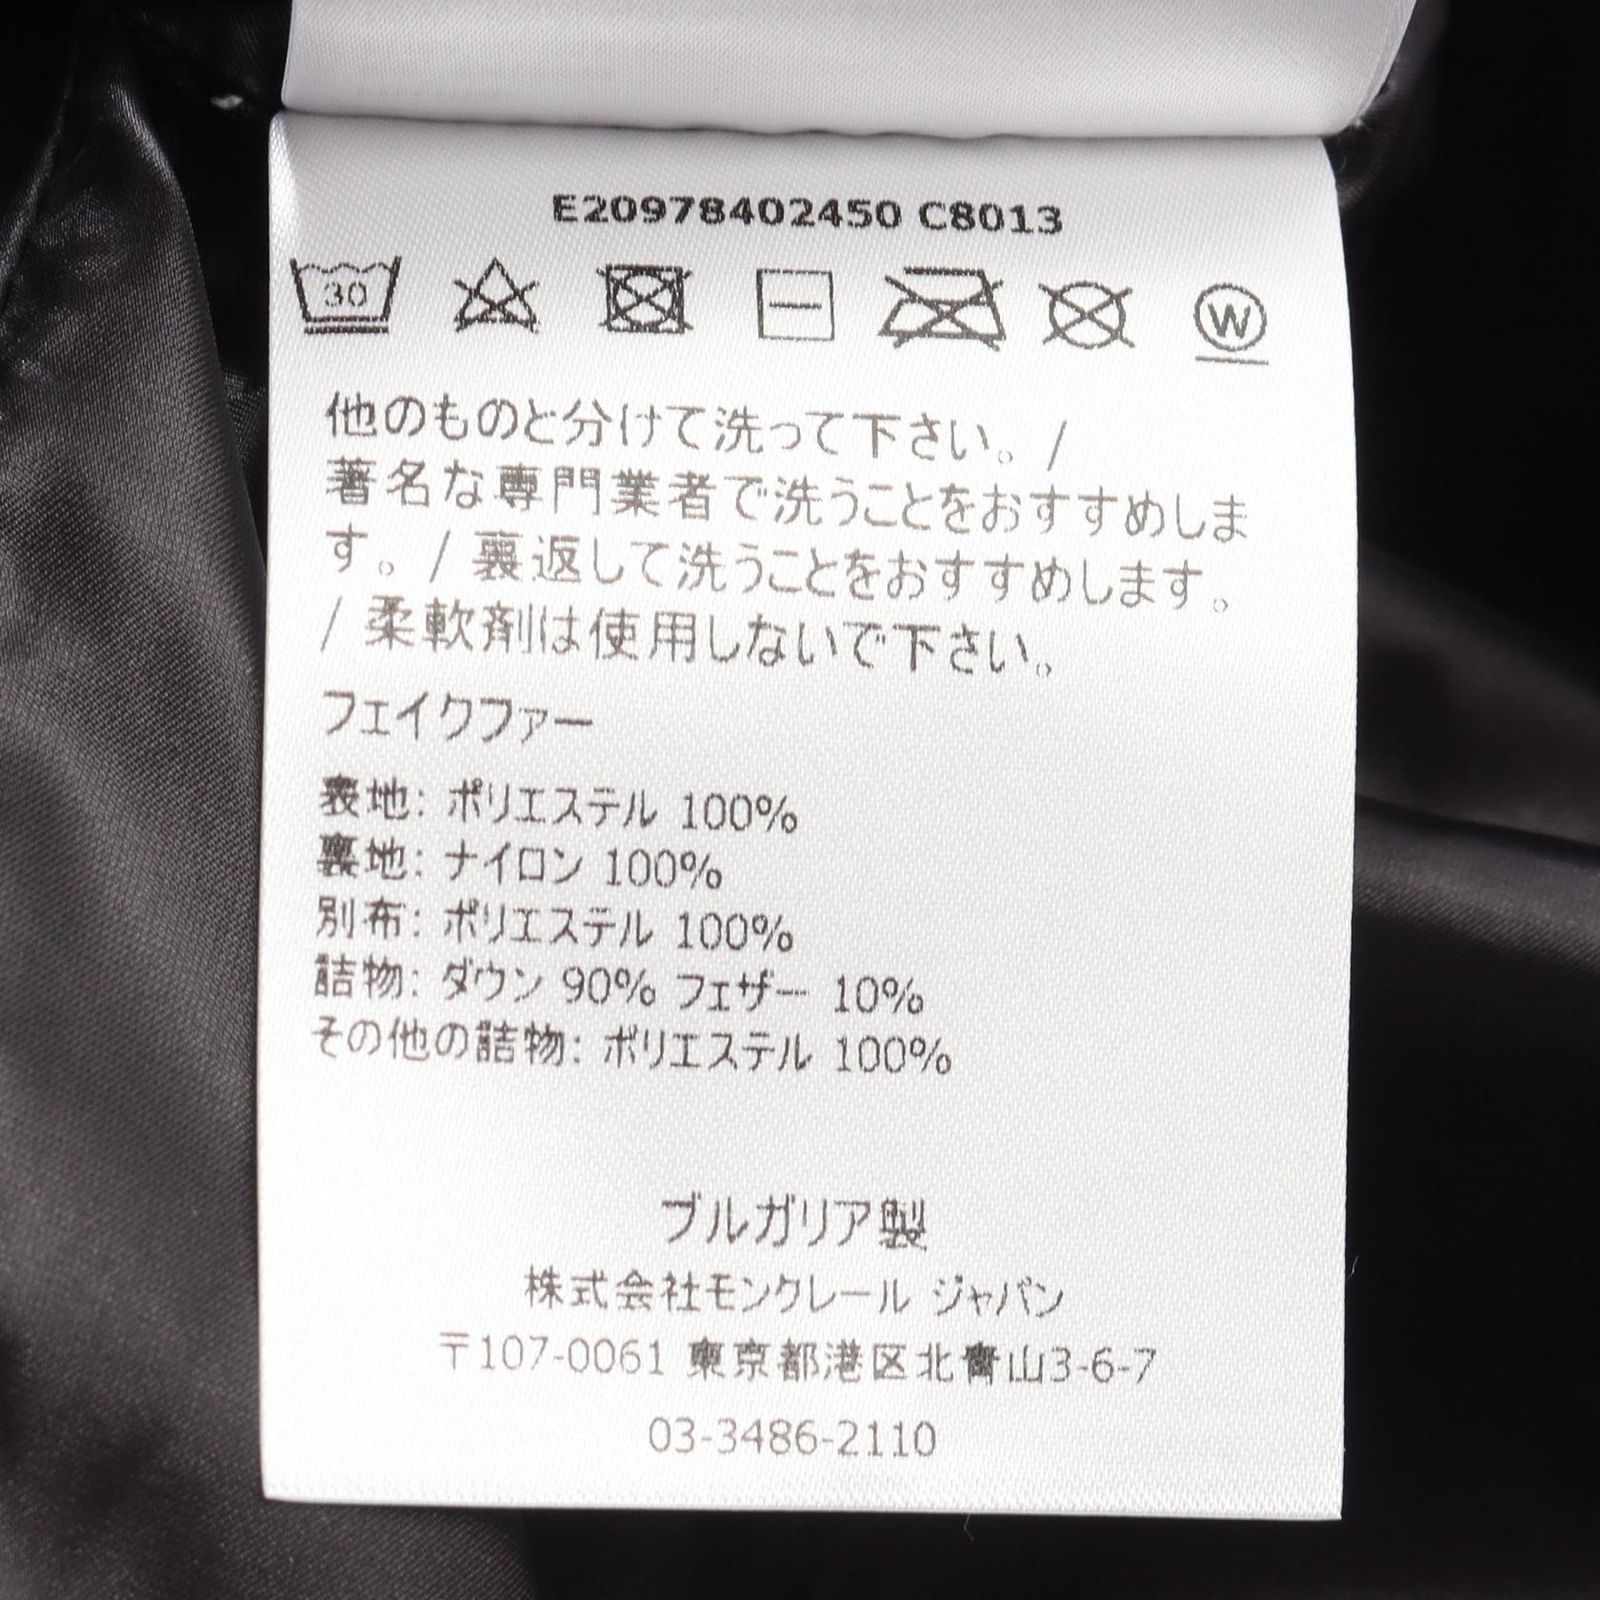 E20978402450 C8013
30
W
他のものと分けて洗って下さい。/
著名な専門業者で洗うことをおすすめしま
す。/ 裏返して洗うことをおすすめします。
/ 柔軟剤は使用しないで下さい。
フェイクファー
表地: ポリエステル 100%
裏地: ナイロン 100%
別布: ポリエステル 100%
詰物: ダウン 90% フェザー 10%
その他の詰物: ポリエステル 100%
ブルガリア製
株式会社モンクレール ジャパン
〒107-0061 東京都港区北青山3-6-7
03-3486-2110